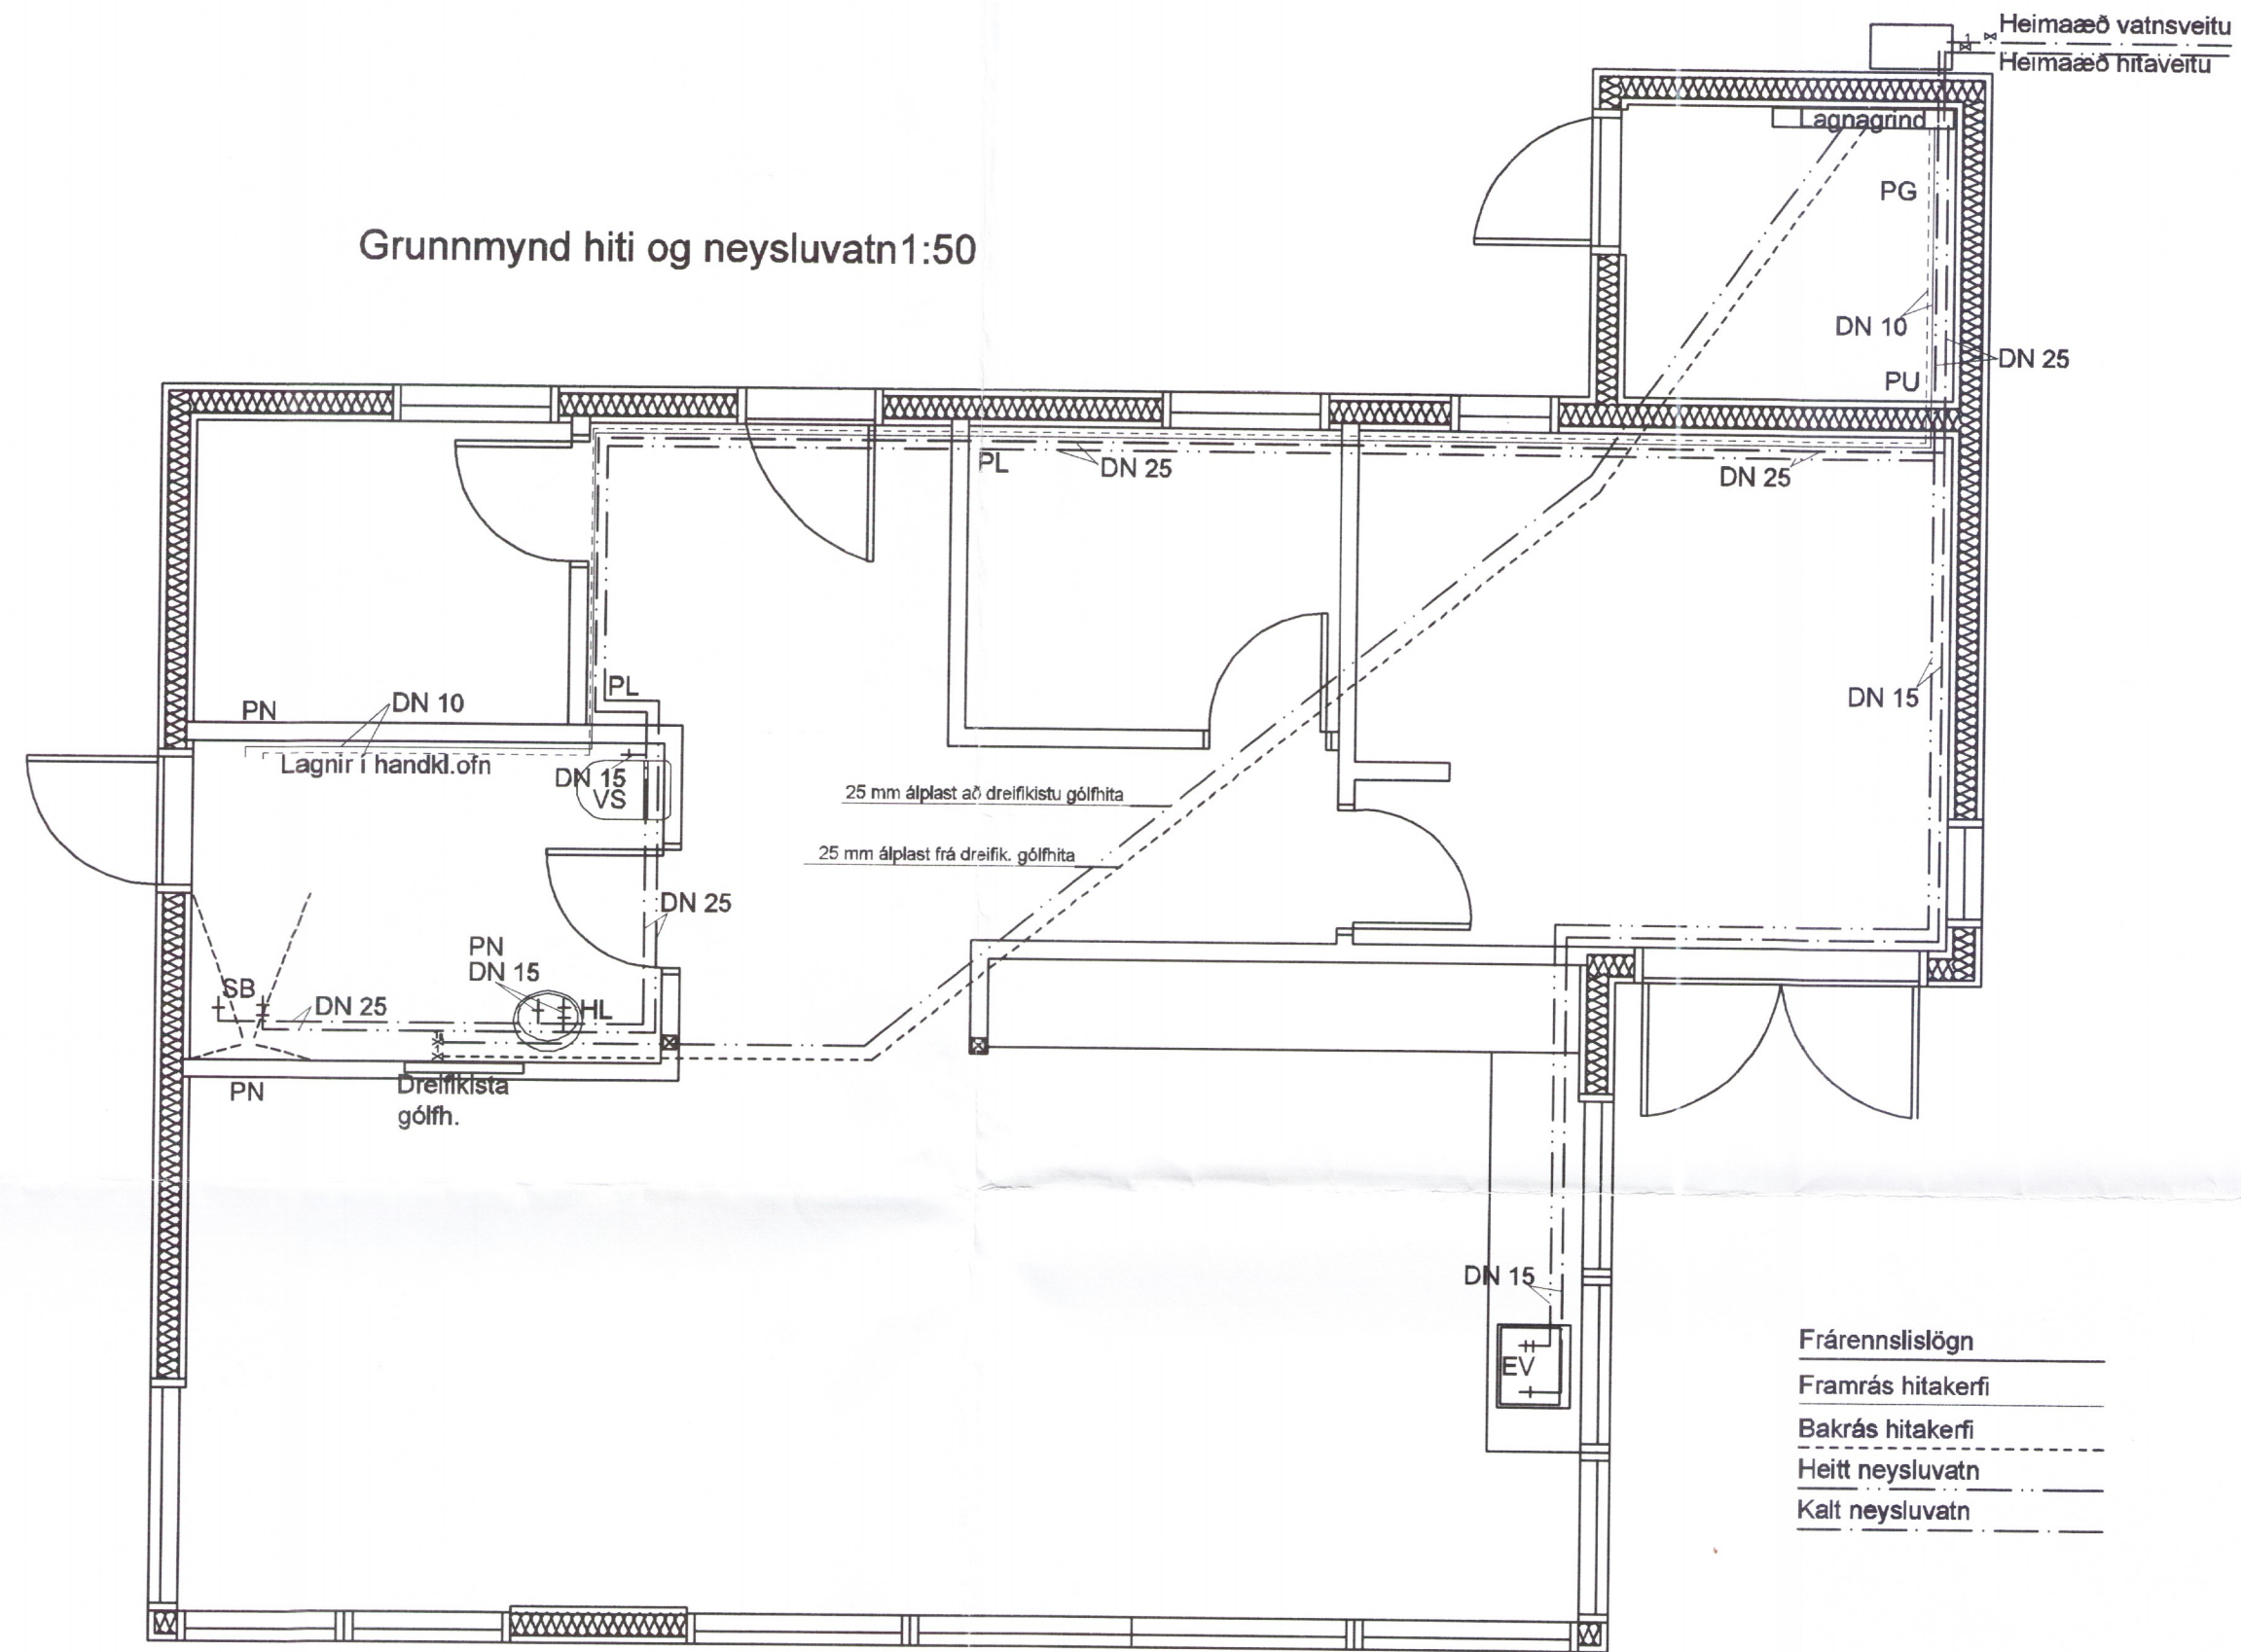 Heimaæð vatnsveitu
Heimaæð hitaveitu
Lagnagrind
PG
Grunnmynd hiti og neysluvatn1:50
DN 10
DN 25
PU
PL
DN 25
DN 25
PL
DN 15
PN
DN 10
Lagnir í handkl.ofn
DN 15
VS
25 mm álplast að dreifikistu gólfhita
25 mm álplast frá dreifik. gólfhita
DN 25
PN
DN 15
SB
DN 25
HL
PN
Dreifikista
gólfh.
DN 15
EV
Frárennslislögn
Framrás hitakerfi
Bakrás hitakerfi
Heitt neysluvatn
Kalt neysluvatn